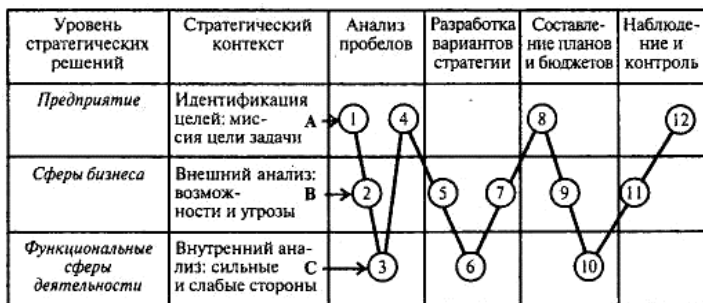 Уровень
стратегических
решений
Стратегический
контекст
Анализ
пробелов
Разработка
вариантов
стратегии
Составле-
ние планов
и бюджетов
Наблюде-
ние и
контроль
Предприятие
Идентификация
целей: мис-
сия цели задачи
А
1
4
8
12
Сферы бизнеса
Внешний анализ:
возмож-
ности и угрозы
В
2
5
7
9
11
Функциональные
сферы
деятельности
Внутренний ана-
лиз: сильные
и слабые стороны
С
3
6
10